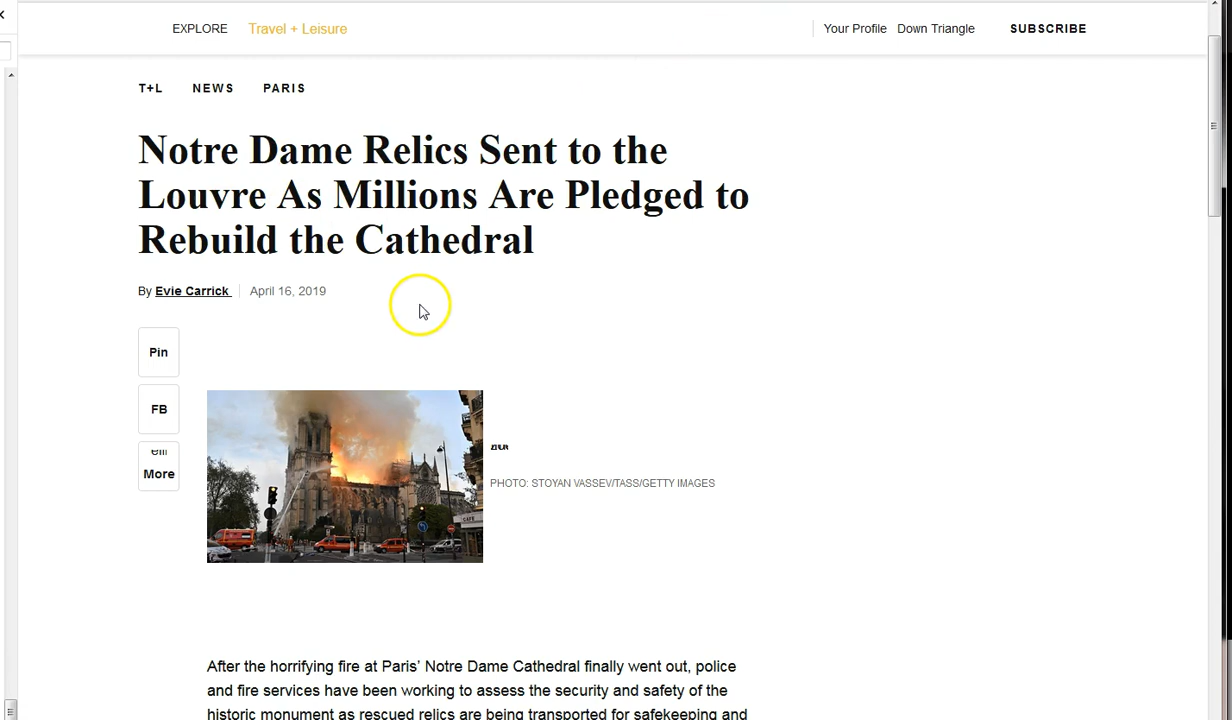 EXPLORE Travel + Leisure Your Profile Down Triangle SUBSCRIBE
T+L NEWS PARIS
Notre Dame Relics Sent to the
Louvre As Millions Are Pledged to
Rebuild the Cathedral
By Evie Carrick April 16, 2019
Pin
FB
More
PHOTO: STOYAN VASSEV/TASS/GETTY IMAGES
CAFE
After the horrifying fire at Paris’ Notre Dame Cathedral finally went out, police
and fire services have been working to assess the security and safety of the
historic monument as rescued relics are being transported for safekeeping and